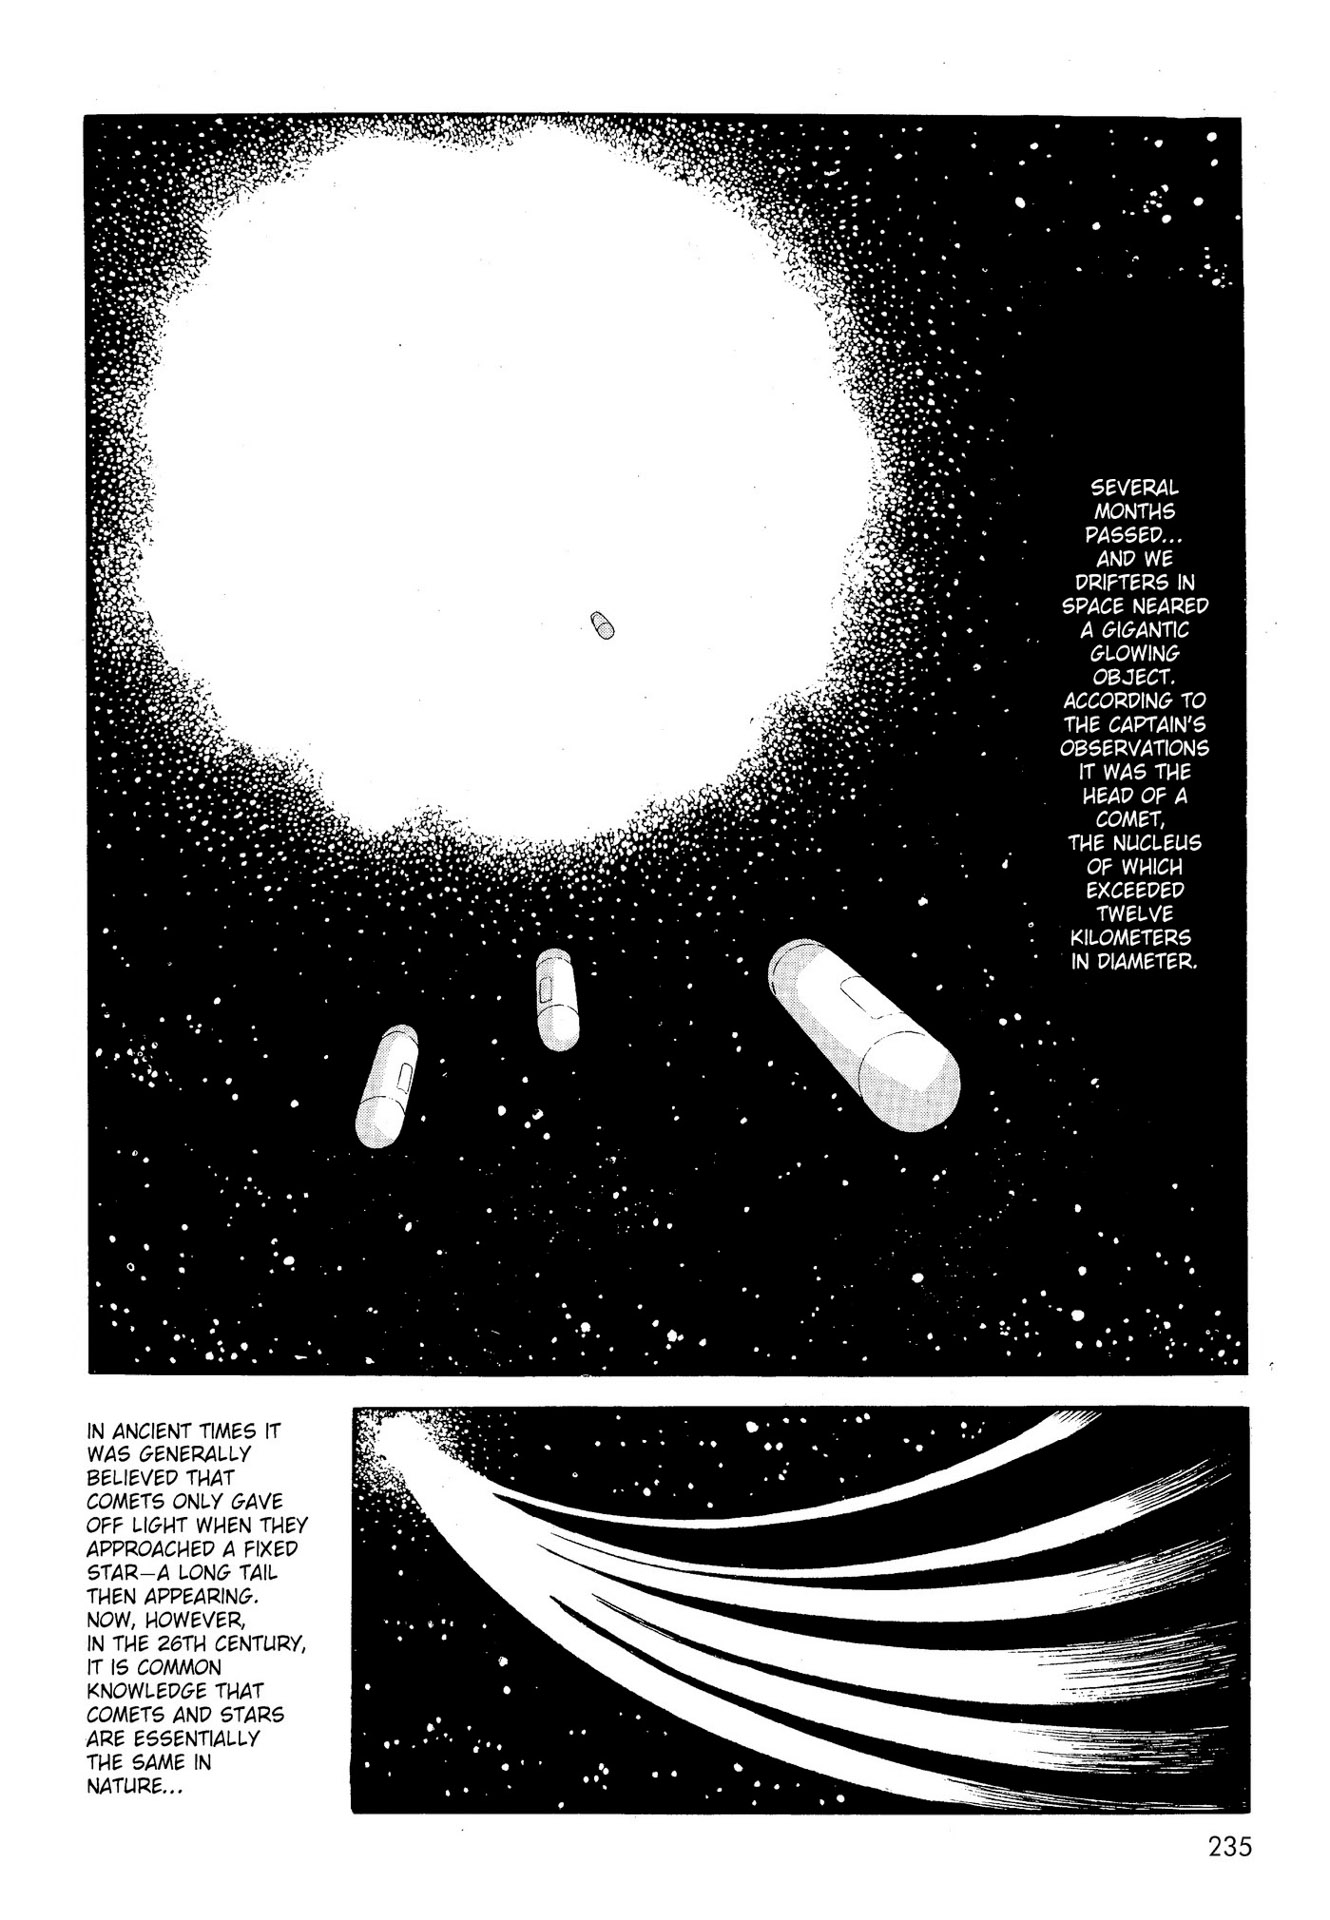 SEVERAL
MONTHS
PASSED...
AND WE
DRIFTERS IN
SPACE NEARED
A GIGANTIC
GLOWING
OBJECT.
ACCORDING TO
THE CAPTAIN'S
OBSERVATIONS
IT WAS THE
HEAD OF A
COMET,
THE NUCLEUS
OF WHICH
EXCEEDED
TWELVE
KILOMETERS
IN DIAMETER.
IN ANCIENT TIMES IT
WAS GENERALLY
BELIEVED THAT
COMETS ONLY GAVE
OFF LIGHT WHEN THEY
APPROACHED A FIXED
STAR—A LONG TAIL
THEN APPEARING.
NOW, HOWEVER,
IN THE 26TH CENTURY,
IT IS COMMON
KNOWLEDGE THAT
COMETS AND STARS
ARE ESSENTIALLY
THE SAME IN
NATURE...
235